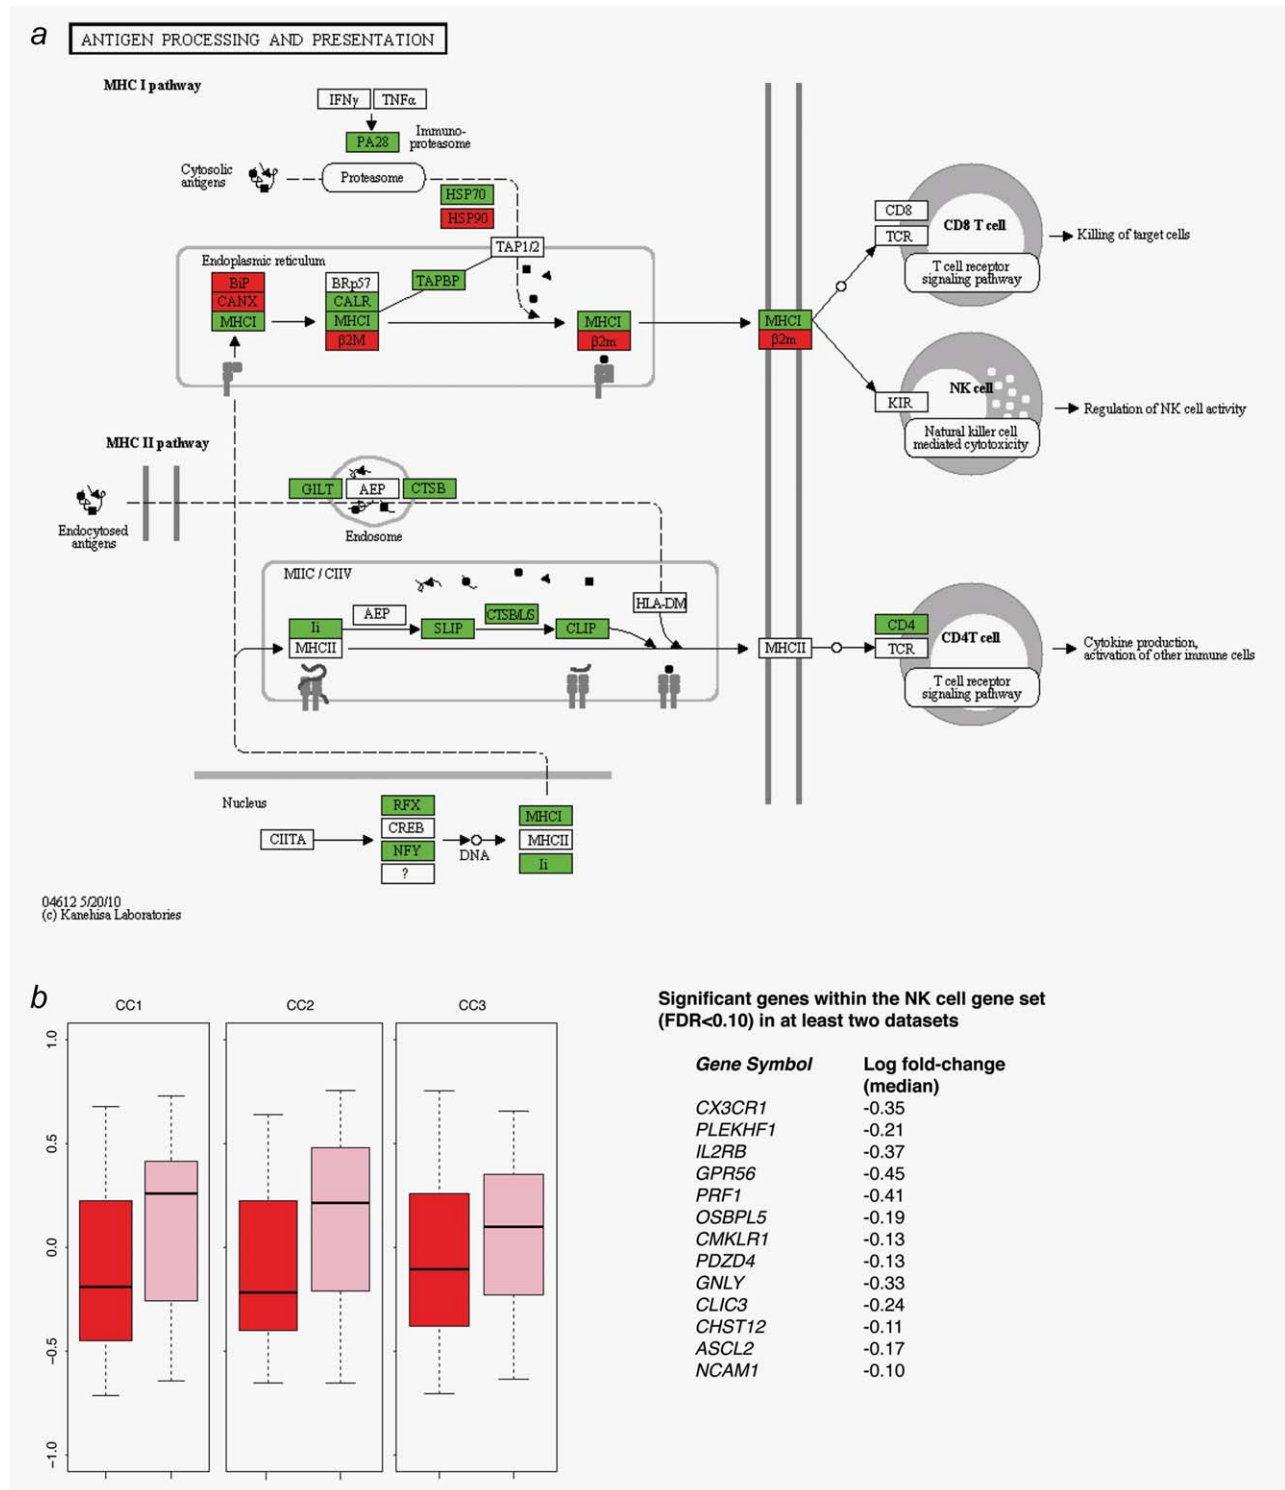 a
ANTIGEN PROCESSING AND PRESENTATION
MHC I pathway
IFNγ
TNFα
PA28
Immuno-
proteasome
Cytosolic
antigens
Proteasome
HSP70
HSP90
TAP1/2
Endoplasmic reticulum
BiP
CANX
MHCI
BRp57
CALR
MHCI
β2M
TAPBP
MHCI
β2m
MHCI
β2m
CD8
TCR
CD8 T cell
T cell receptor
signaling pathway
Killing of target cells
KIR
NK cell
Natural killer cell
mediated cytotoxicity
Regulation of NK cell activity
MHC II pathway
Endocytosed
antigens
GILT
AEP
CTSB
Endosome
MIIC / CIIV
Ii
MHCII
AEP
SLIP
CTSB/L/S
CLIP
HLA-DM
MHCII
CD4
TCR
CD4T cell
T cell receptor
signaling pathway
Cytokine production,
activation of other immune cells
Nucleus
CIITA
RFX
CREB
NFY
?
DNA
MHCI
MHCII
Ii
04612 5/20/10
(c) Kanehisa Laboratories
b
CC1
CC2
CC3
1.0
0.5
0.0
−0.5
−1.0
Significant genes within the NK cell gene set
(FDR<0.10) in at least two datasets
Gene Symbol Log fold-change
(median)
CX3CR1 -0.35
PLEKHF1 -0.21
IL2RB -0.37
GPR56 -0.45
PRF1 -0.41
OSBPL5 -0.19
CMKLR1 -0.13
PDZD4 -0.13
GNLY -0.33
CLIC3 -0.24
CHST12 -0.11
ASCL2 -0.17
NCAM1 -0.10